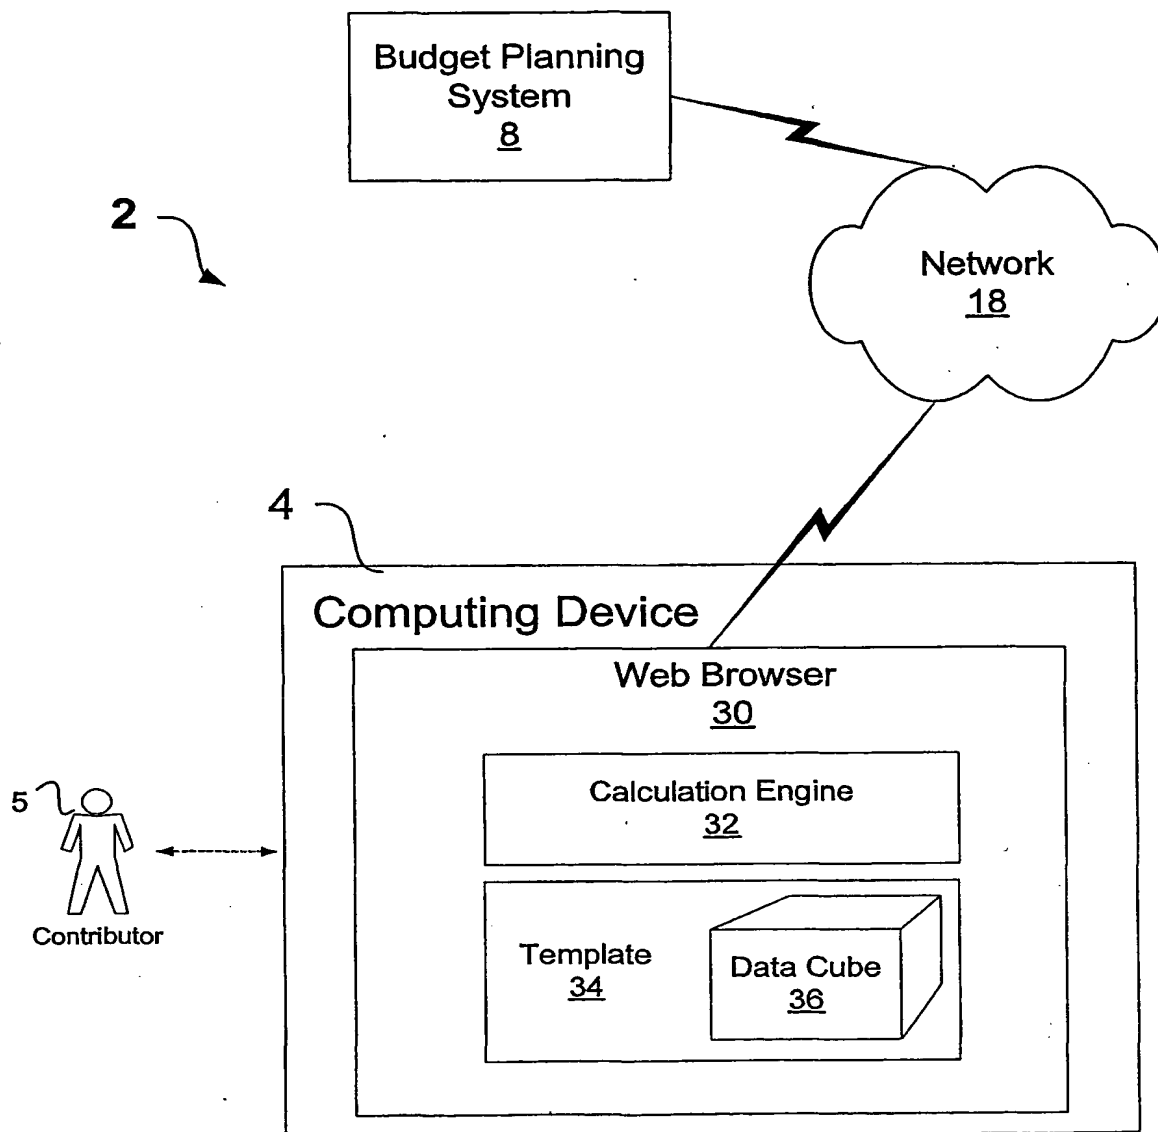 Budget Planning
System
8
2
Network
18
4
Computing Device
Web Browser
30
Calculation Engine
32
5
Contributor
Template
34
Data Cube
36